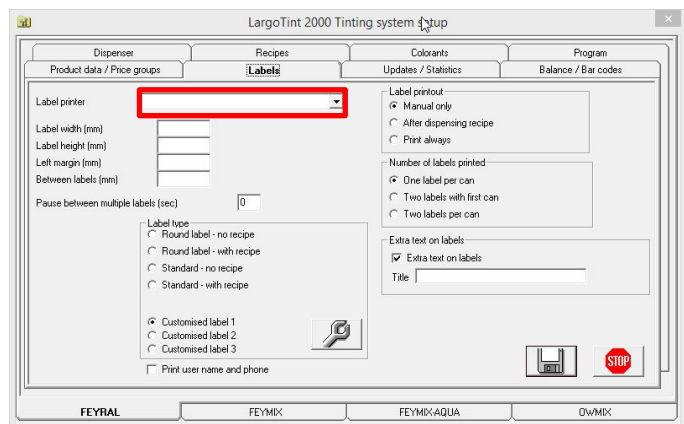 LargoTint 2000 Tinting system setup
Dispenser
Recipes
Colorants
Program
Product data / Price groups
Labels
Updates / Statistics
Balance / Bar codes
Label printer
Label width (mm)
Label height (mm)
Left margin (mm)
Between labels (mm)
Pause between multiple labels (sec)
0
Label type
Round label - no recipe
Round label - with recipe
Standard - no recipe
Standard - with recipe
Customised label 1
Customised label 2
Customised label 3
Print user name and phone
Label printout
Manual only
After dispensing recipe
Print always
Number of labels printed
One label per can
Two labels with first can
Two labels per can
Extra text on labels
Extra text on labels
Title
STOP
FEYRAL
FEYMIX
FEYMIX-AQUA
OWMIX